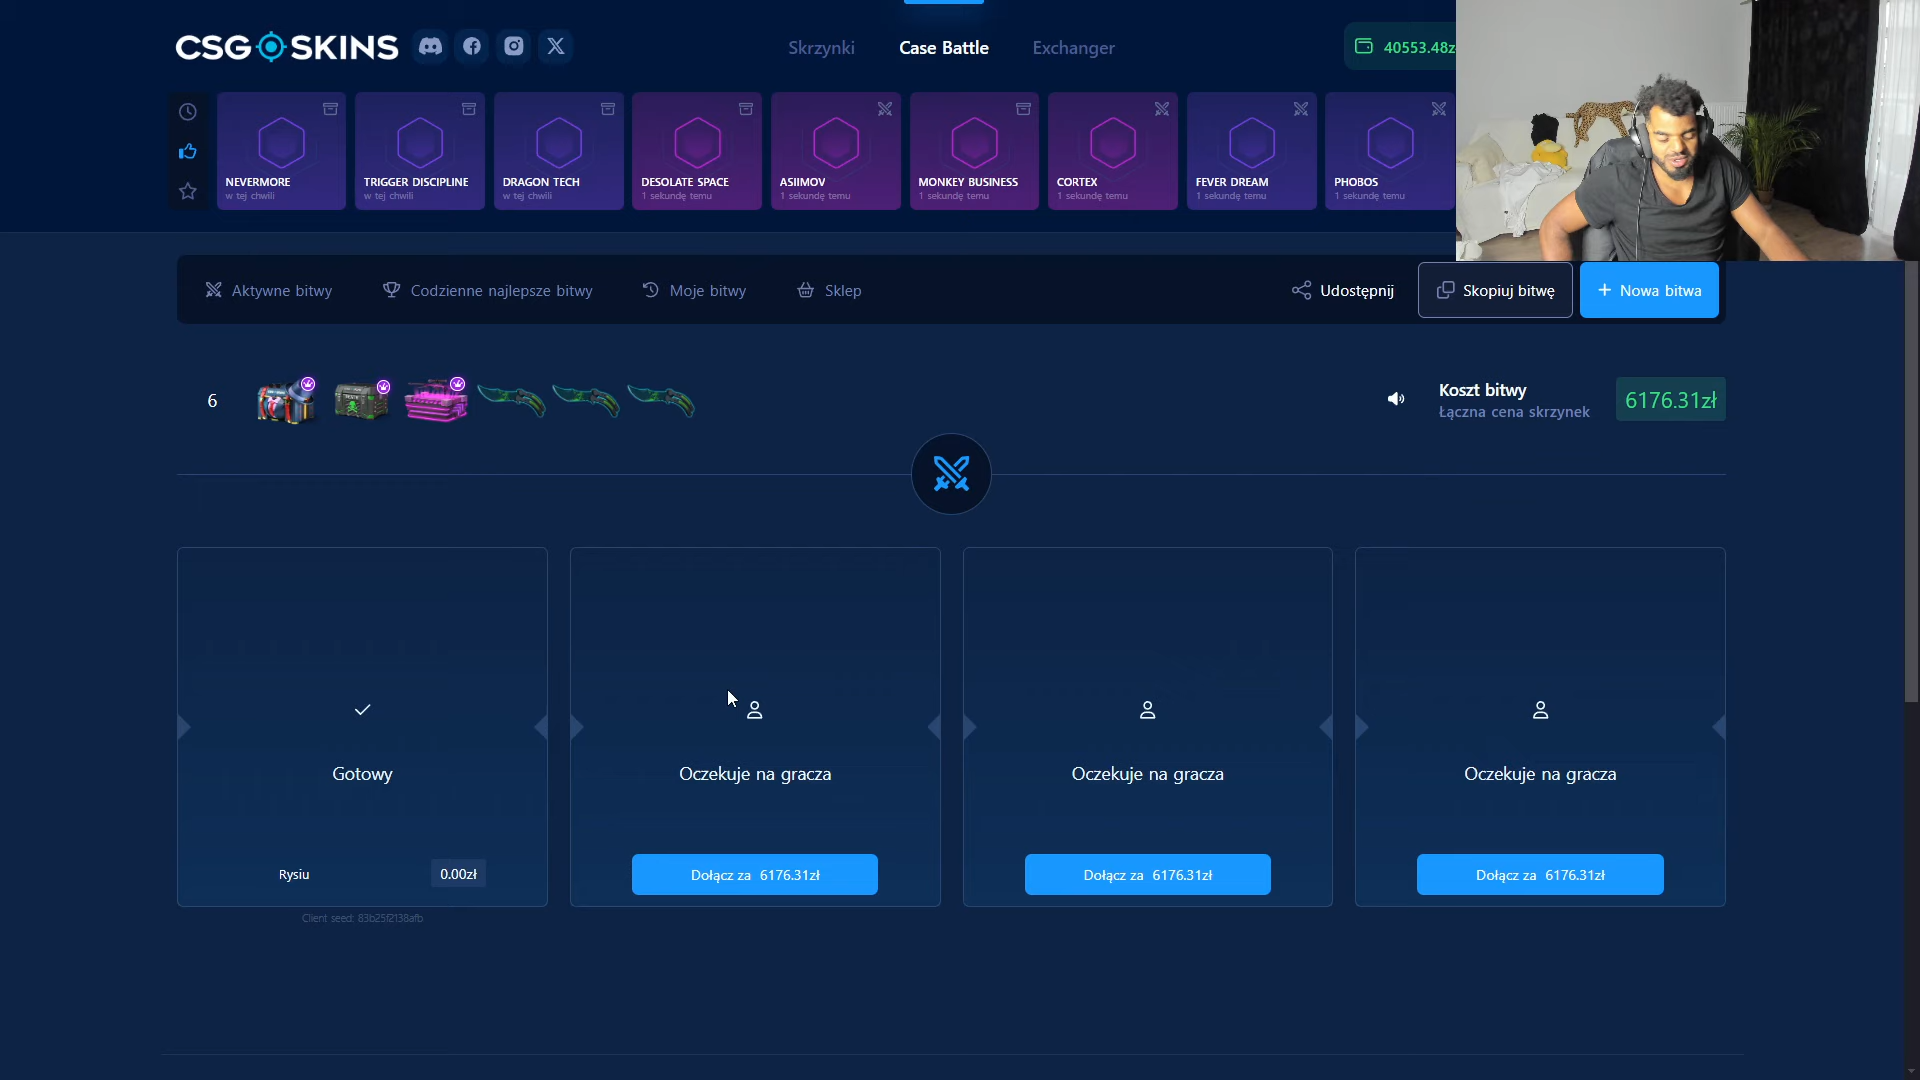 CSGOSKINS
Skrzynki
Case Battle
Exchanger
40553.48z
NEVERMORE
w tej chwili
TRIGGER DISCIPLINE
w tej chwili
DRAGON TECH
w tej chwili
DESOLATE SPACE
1 sekundę temu
ASIIMOV
1 sekundę temu
MONKEY BUSINESS
1 sekundę temu
CORTEX
1 sekundę temu
FEVER DREAM
1 sekundę temu
PHOBOS
1 sekundę temu
Aktywne bitwy
Codzienne najlepsze bitwy
Moje bitwy
Sklep
Udostępnij
Skopiuj bitwę
+ Nowa bitwa
6
Koszt bitwy
Łączna cena skrzynek
6176.31zł
Gotowy
Oczekuje na gracza
Oczekuje na gracza
Oczekuje na gracza
Rysiu
0.00zł
Dołącz za 6176.31zł
Dołącz za 6176.31zł
Dołącz za 6176.31zł
Client seed: 83b25f2138afb